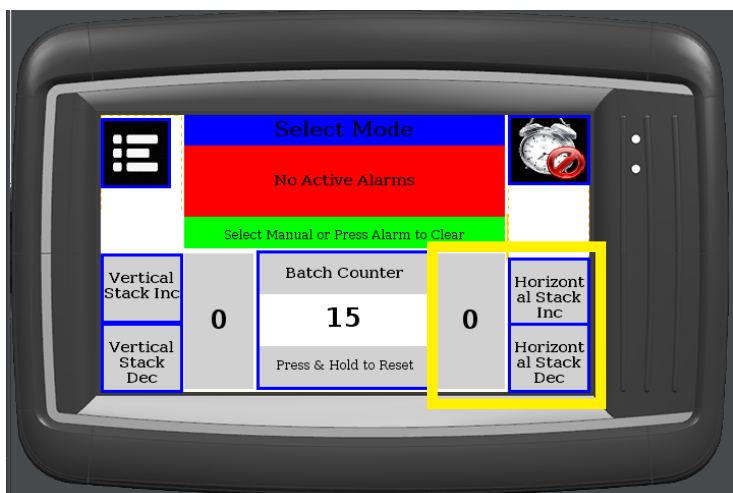 Select Mode
No Active Alarms
Select Manual or Press Alarm to Clear
Vertical
Stack Inc
Vertical
Stack
Dec
0
Batch Counter
15
Press & Hold to Reset
0
Horizont
al Stack
Inc
Horizont
al Stack
Dec